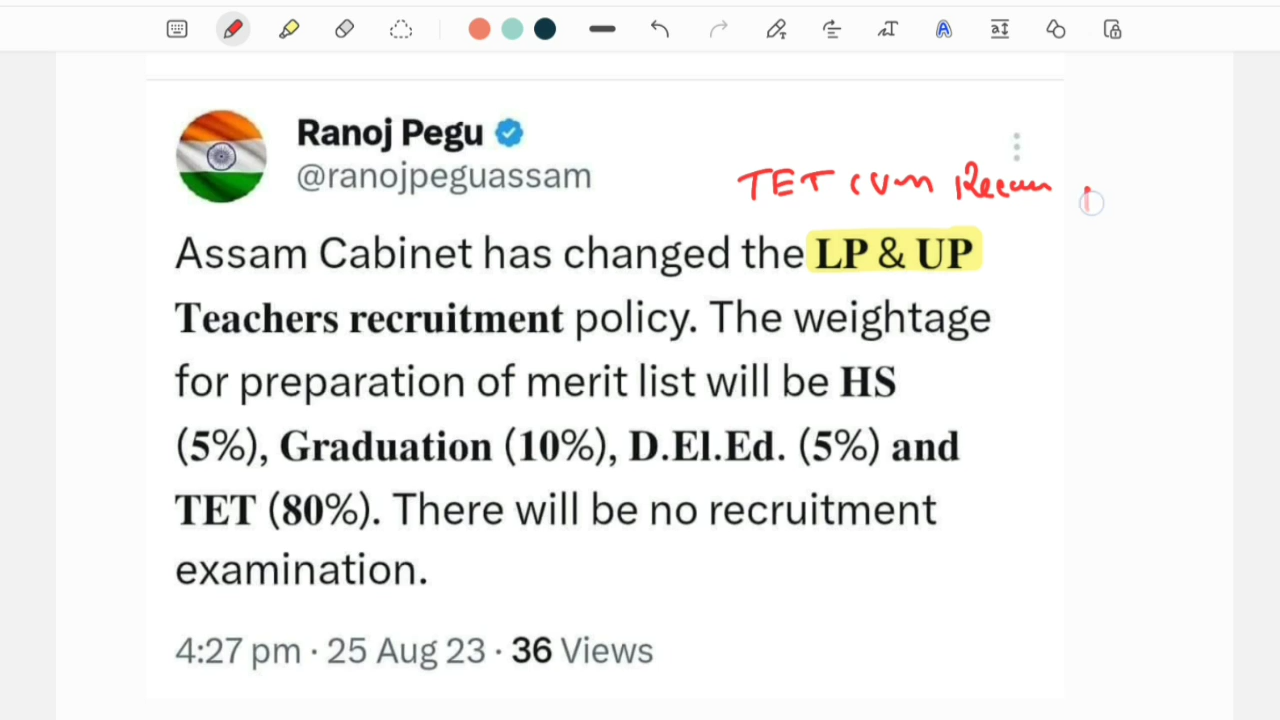 Ranoj Pegu
@ranojpeguassam
TET cum
Assam Cabinet has changed the LP & UP
Teachers recruitment policy. The weightage
for preparation of merit list will be HS
(5%), Graduation (10%), D.El.Ed. (5%) and
TET (80%). There will be no recruitment
examination.
4:27 pm · 25 Aug 23 · 36 Views